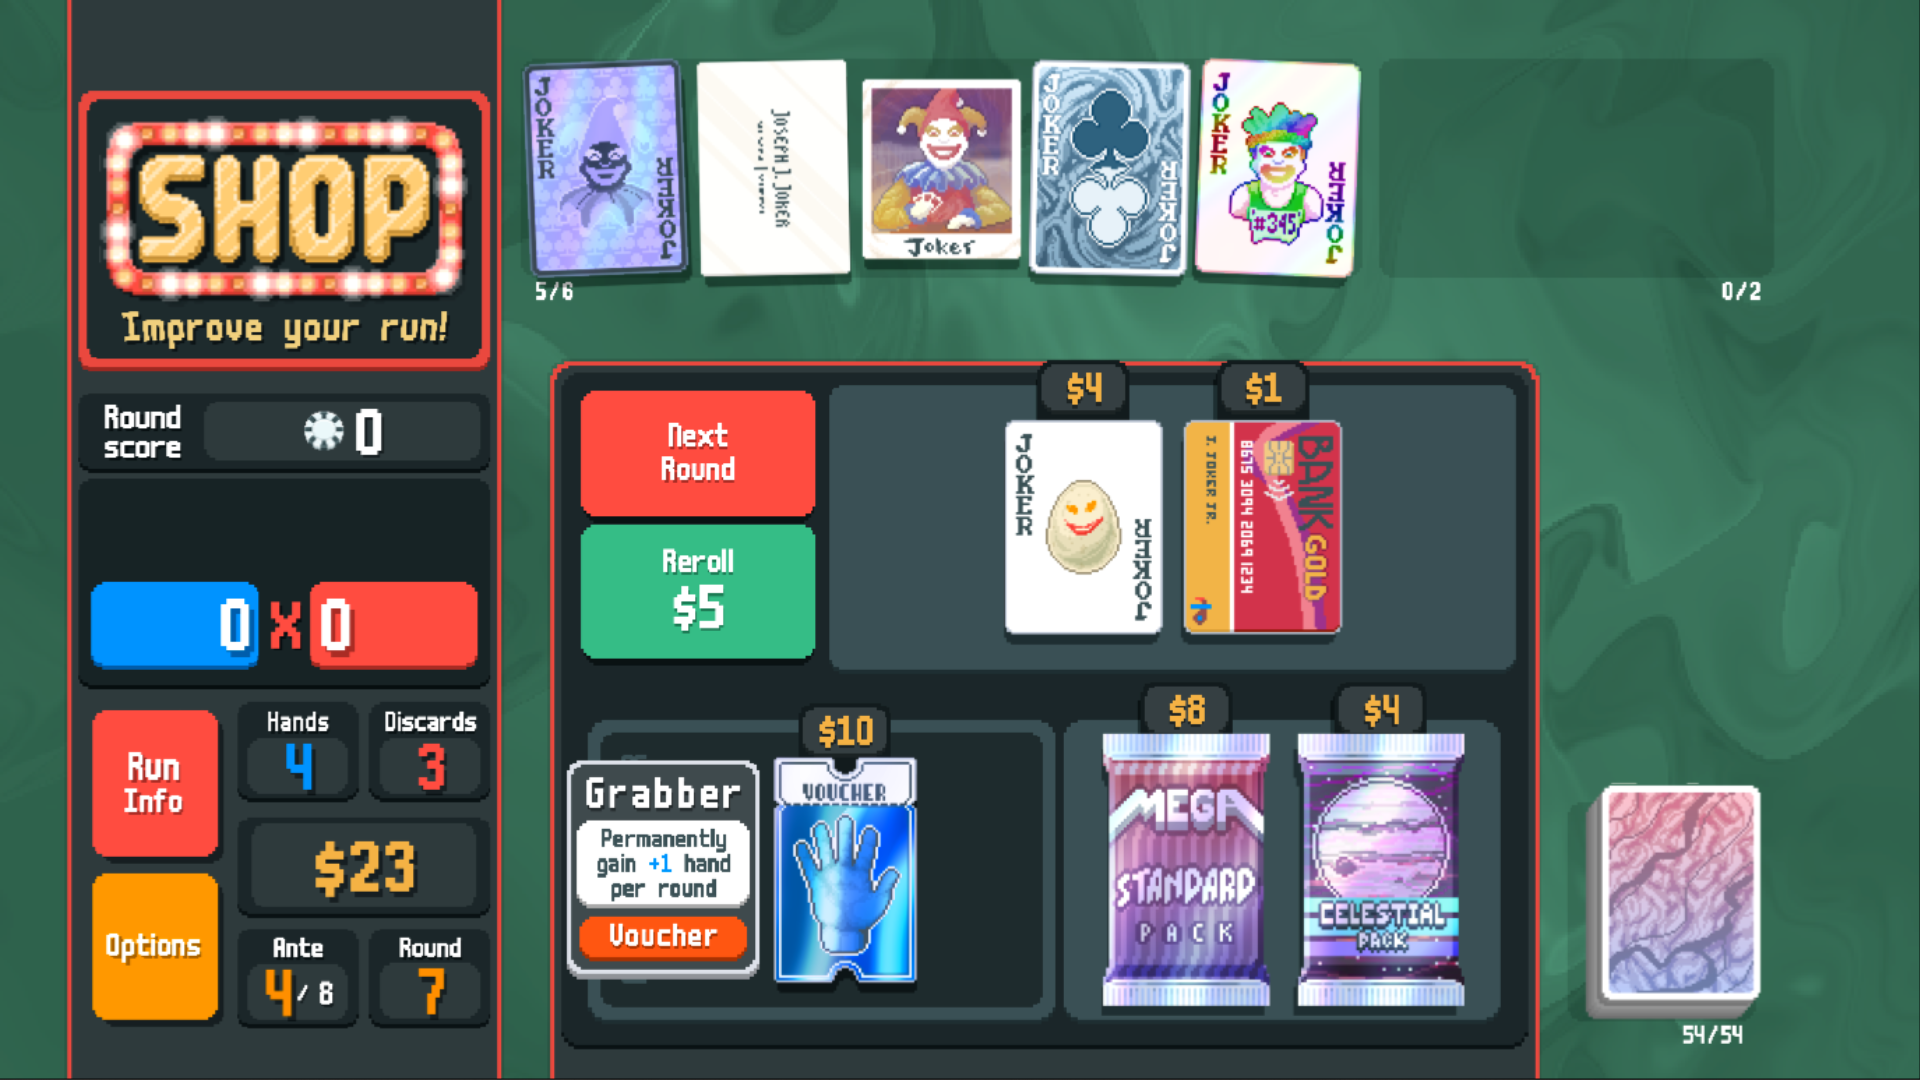 SHOP
Improve your run!
Round
score
0
0 X 0
Run
Info
Options
Hands
4
Discards
3
$23
Ante
4 / 8
Round
7
JOKER
JOKER
JOSEPH J. JOKER
Joker
JOKER
JOKER
JOKER
#345
JOKER
5/6
0/2
Next
Round
Reroll
$5
$4
JOKER
JOKER
$1
BANK
GOLD
I. JOKER JR.
Grabber
Permanently
gain +1 hand
per round
Voucher
$10
VOUCHER
$8
MEGA
STANDARD
PACK
$4
CELESTIAL
PACK
54/54